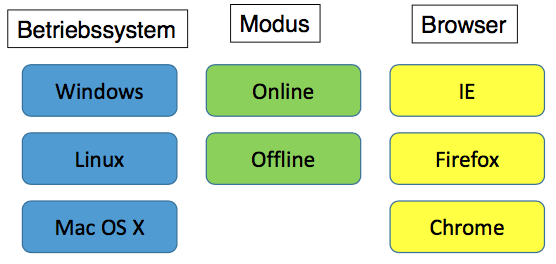 Betriebssystem Modus Browser
Windows Online IE
Linux Offline Firefox
Mac OS X Chrome